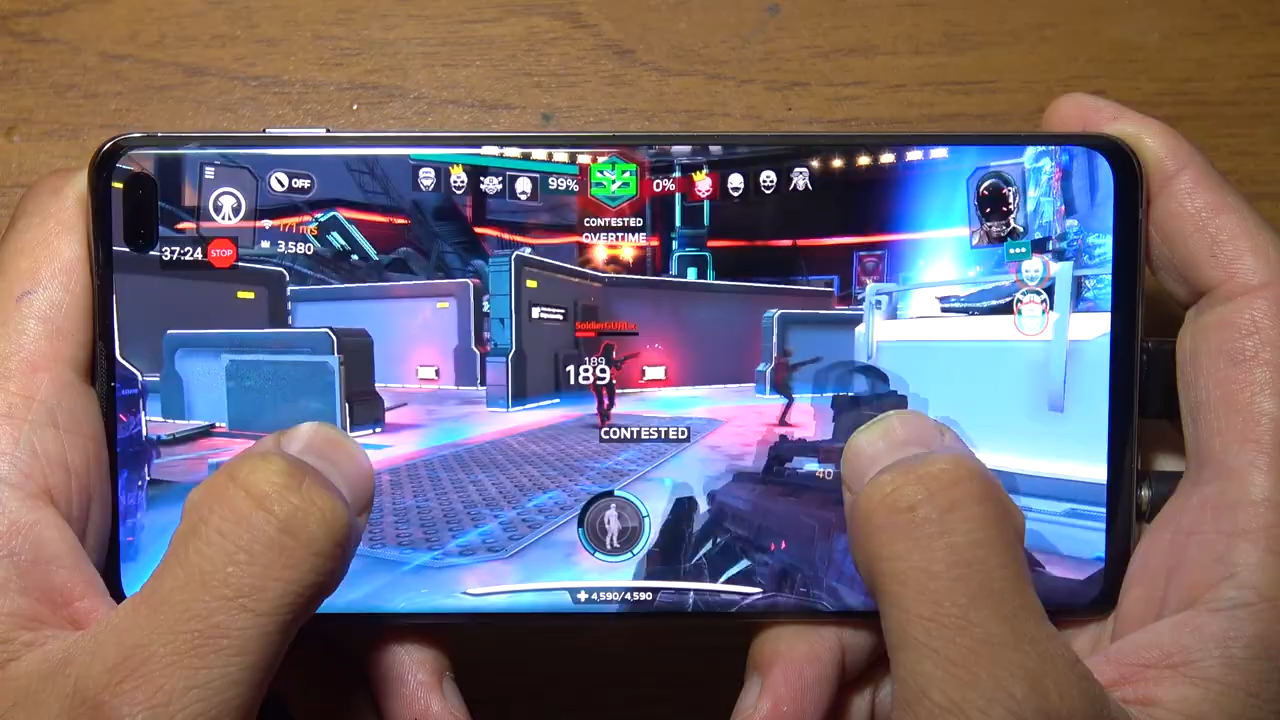 OFF
99%
0%
CONTESTED
OVERTIME
171 ms
3,580
37:24
STOP
SoldierGURLx
189
189
CONTESTED
40
4,590/4,590